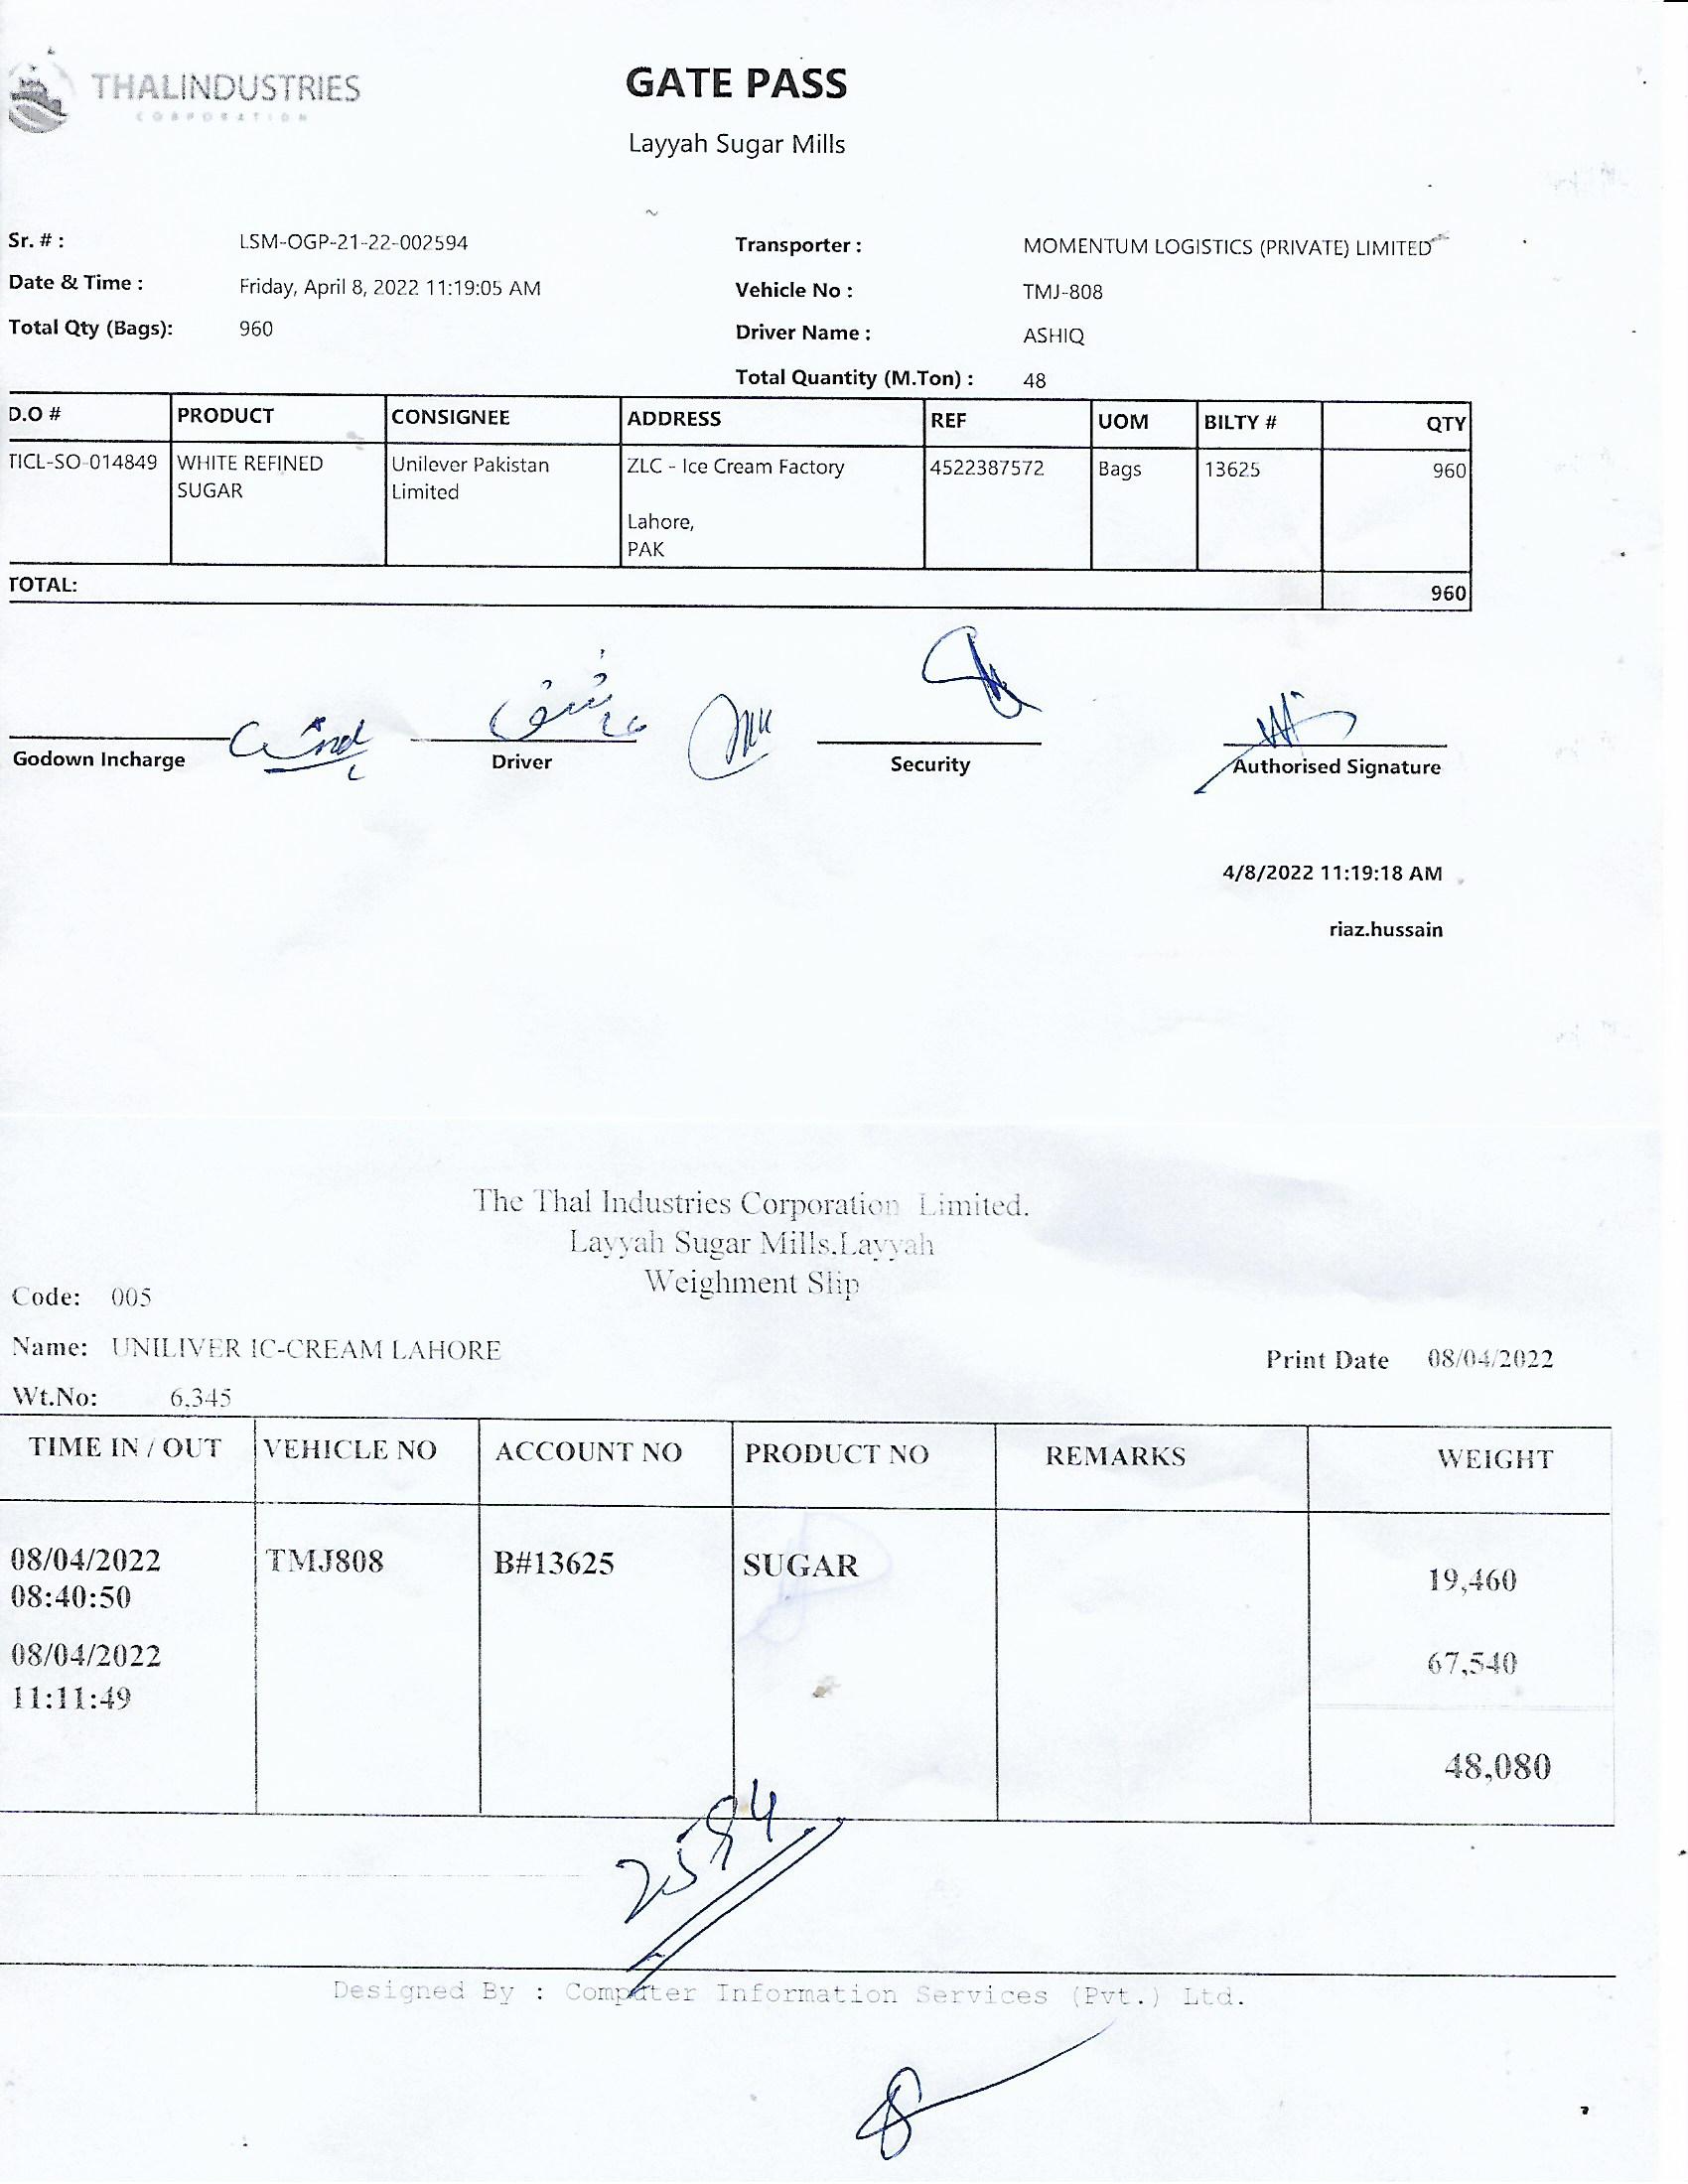 THALINDUSTRIES
CORPORATION
GATE PASS
Layyah Sugar Mills
Sr. # : LSM-OGP-21-22-002594
Transporter : MOMENTUM LOGISTICS (PRIVATE) LIMITED
Date & Time : Friday, April 8, 2022 11:19:05 AM
Vehicle No : TMJ-808
Total Qty (Bags): 960
Driver Name : ASHIQ
Total Quantity (M.Ton) : 48
D.O # PRODUCT CONSIGNEE ADDRESS REF UOM BILTY # QTY
TICL-SO-014849 WHITE REFINED Unilever Pakistan ZLC - Ice Cream Factory 4522387572 Bags 13625 960
SUGAR Limited
Lahore,
PAK
TOTAL: 960
عاشق
Godown Incharge Driver Security Authorised Signature
4/8/2022 11:19:18 AM
riaz.hussain
The Thal Industries Corporation Limited.
Layyah Sugar Mills.Layyah
Weighment Slip
Code: 005
Name: UNILIVER IC-CREAM LAHORE
Print Date 08/04/2022
Wt.No: 6,345
TIME IN / OUT VEHICLE NO ACCOUNT NO PRODUCT NO REMARKS WEIGHT
08/04/2022 TMJ808 B#13625 SUGAR 19,460
08:40:50
08/04/2022 67,540
11:11:49
48,080
2594
Designed By : Computer Information Services (Pvt.) Ltd.